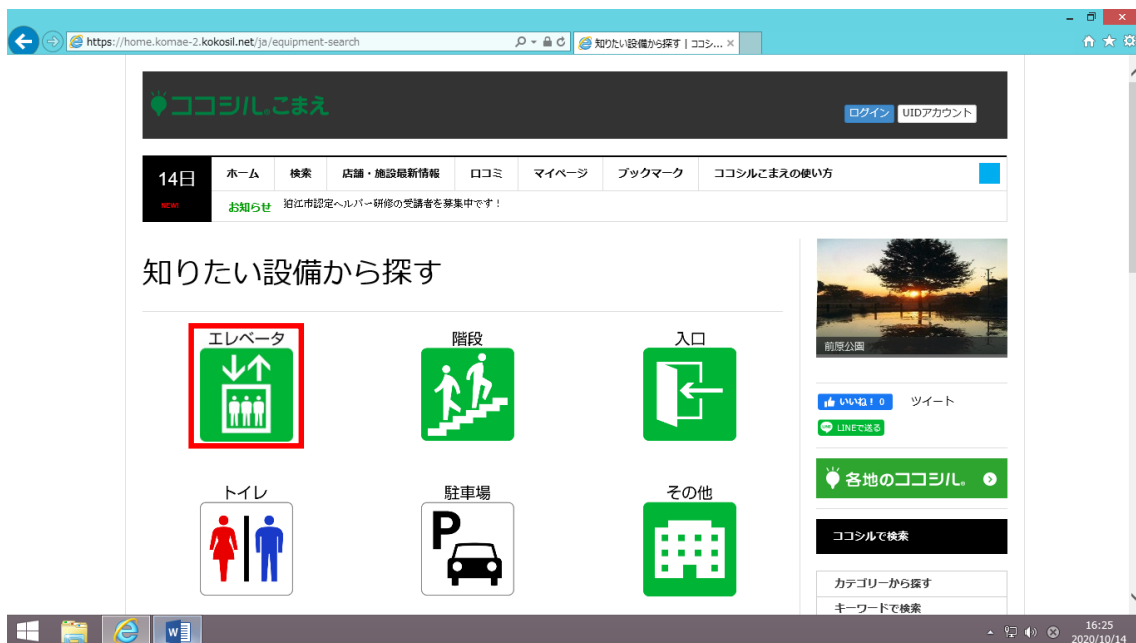 https://home.komae-2.kokosil.net/ja/equipment-search
知りたい設備から探す | ココシ...
ココシル。こまえ
ログイン UIDアカウント
14日
NEW!
ホーム 検索 店舗・施設最新情報 口コミ マイページ ブックマーク ココシルこまえの使い方
お知らせ 狛江市認定ヘルパー研修の受講者を募集中です!
知りたい設備から探す
エレベータ 階段 入口
前原公園
いいね! 0 ツイート
LINEで送る
各地のココシル。
トイレ 駐車場 その他
P
ココシルで検索
カテゴリーから探す
キーワードで検索
16:25
2020/10/14